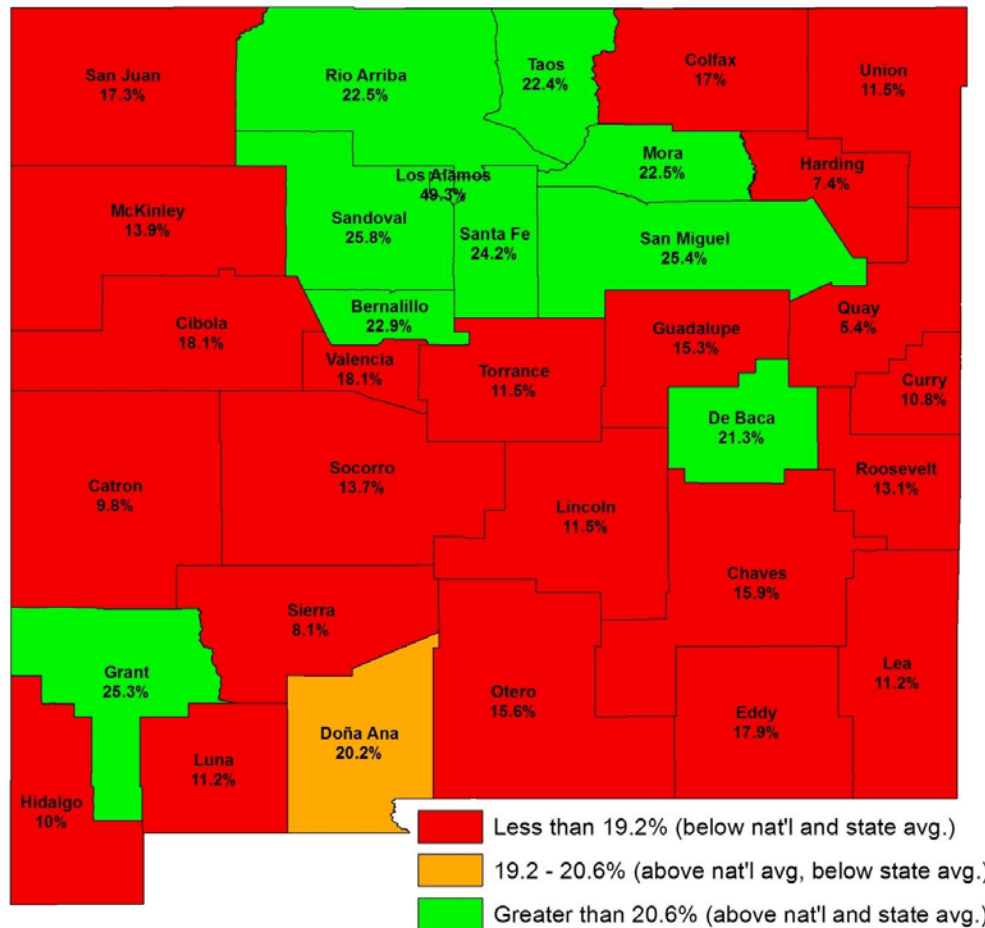 San Juan
17.3%
Rio Arriba
22.5%
Taos
22.4%
Colfax
17%
Union
11.5%
McKinley
13.9%
Los Alamos
49.3%
Sandoval
25.8%
Santa Fe
24.2%
Mora
22.5%
Harding
7.4%
San Miguel
25.4%
Bernalillo
22.9%
Cibola
18.1%
Valencia
18.1%
Torrance
11.5%
Guadalupe
15.3%
Quay
5.4%
Curry
10.8%
De Baca
21.3%
Roosevelt
13.1%
Catron
9.8%
Socorro
13.7%
Lincoln
11.5%
Chaves
15.9%
Sierra
8.1%
Grant
25.3%
Otero
15.6%
Lea
11.2%
Eddy
17.9%
Doña Ana
20.2%
Luna
11.2%
Hidalgo
10%
Less than 19.2% (below nat'l and state avg.)
19.2 - 20.6% (above nat'l avg, below state avg.)
Greater than 20.6% (above nat'l and state avg.)